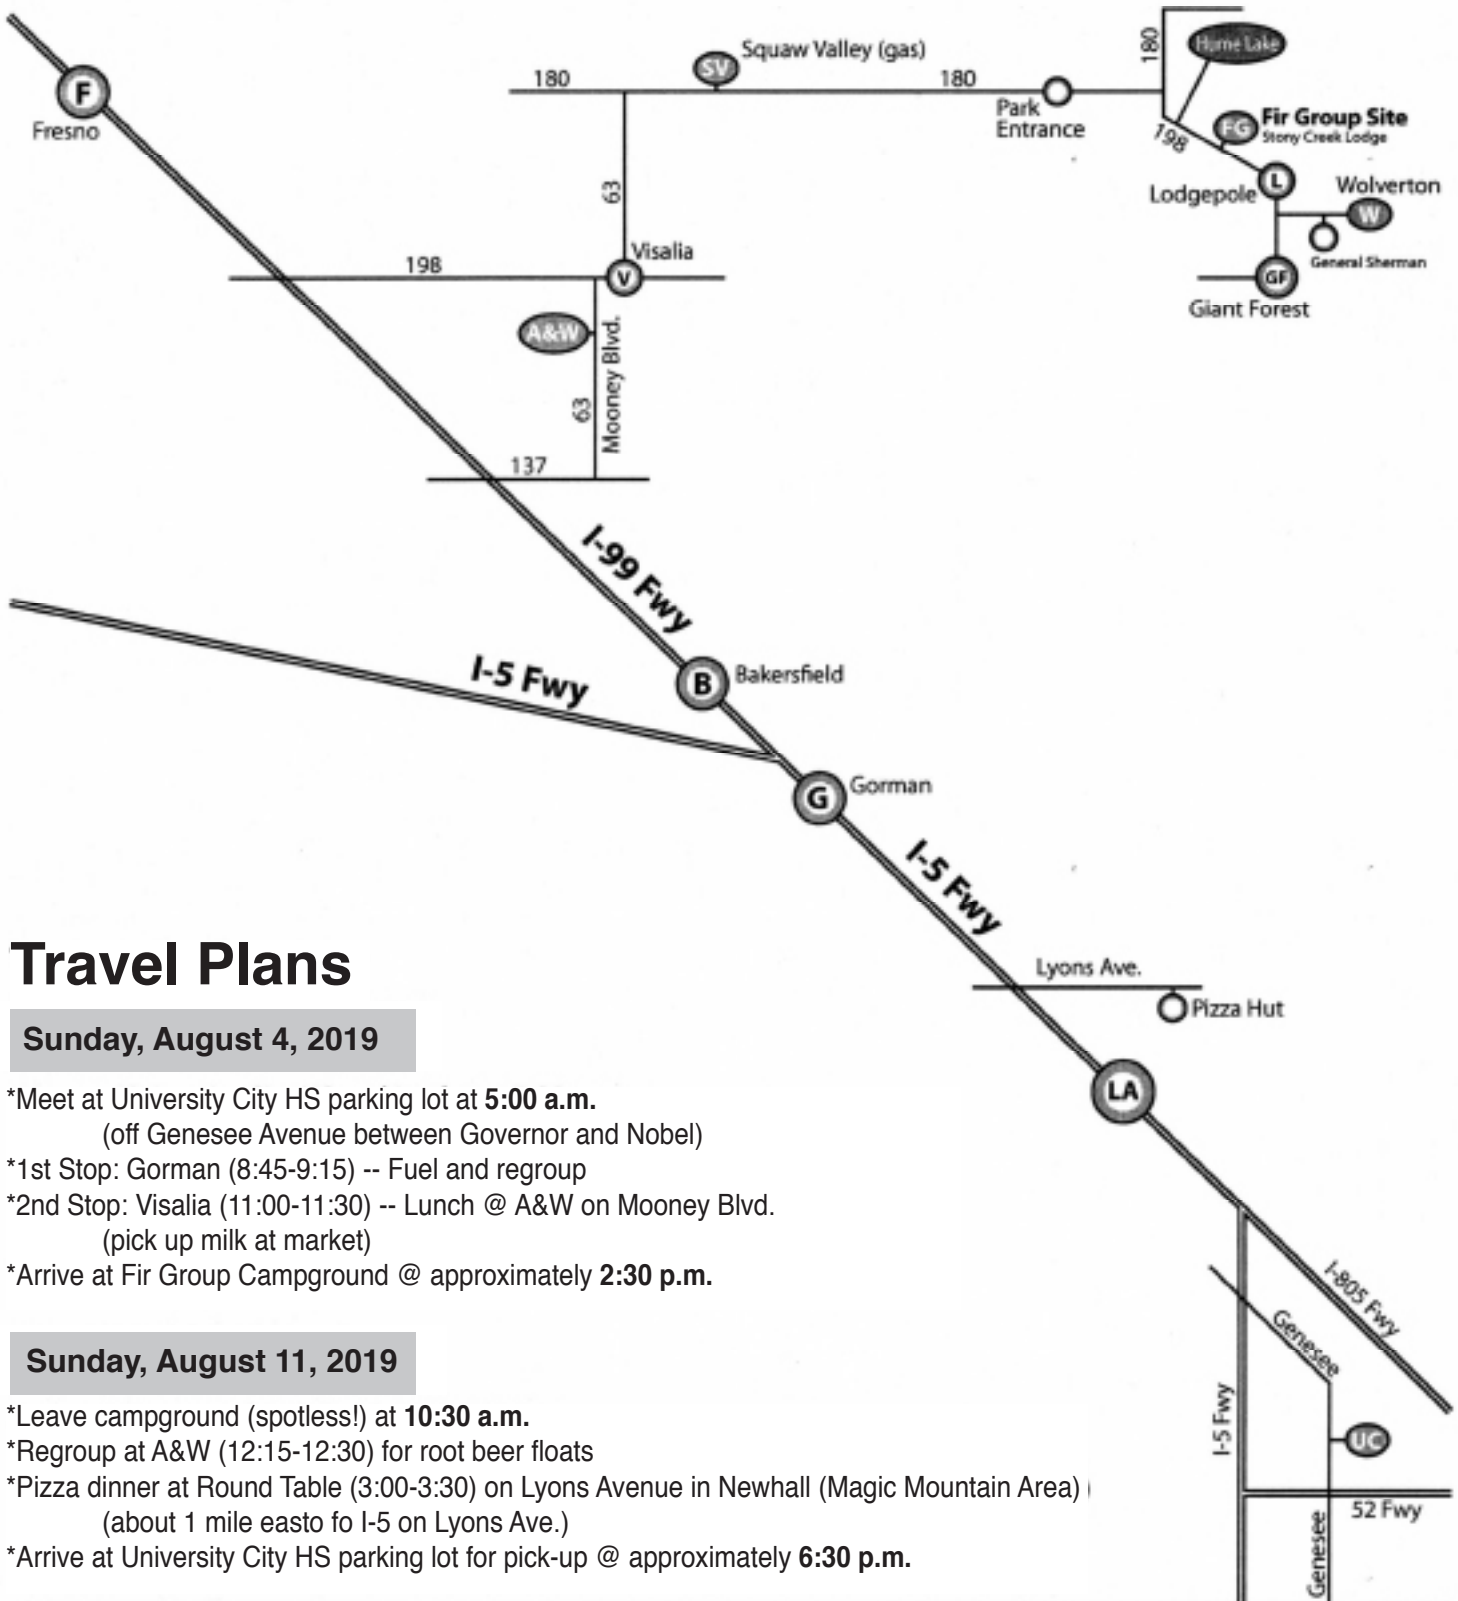 F
Fresno
180
SV
Squaw Valley (gas)
180
Park
Entrance
180
Hume Lake
198
FG
Fir Group Site
Stony Creek Lodge
L
Lodgepole
Wolverton
W
General Sherman
GF
Giant Forest
63
Visalia
V
198
A&W
Mooney Blvd.
63
137
I-99 Fwy
I-5 Fwy
B
Bakersfield
G
Gorman
I-5 Fwy
Lyons Ave.
Pizza Hut
LA
I-805 Fwy
Genesee
I-5 Fwy
UC
52 Fwy
Genesee
Travel Plans
Sunday, August 4, 2019
*Meet at University City HS parking lot at 5:00 a.m.
(off Genesee Avenue between Governor and Nobel)
*1st Stop: Gorman (8:45-9:15) -- Fuel and regroup
*2nd Stop: Visalia (11:00-11:30) -- Lunch @ A&W on Mooney Blvd.
(pick up milk at market)
*Arrive at Fir Group Campground @ approximately 2:30 p.m.
Sunday, August 11, 2019
*Leave campground (spotless!) at 10:30 a.m.
*Regroup at A&W (12:15-12:30) for root beer floats
*Pizza dinner at Round Table (3:00-3:30) on Lyons Avenue in Newhall (Magic Mountain Area)
(about 1 mile easto fo I-5 on Lyons Ave.)
*Arrive at University City HS parking lot for pick-up @ approximately 6:30 p.m.